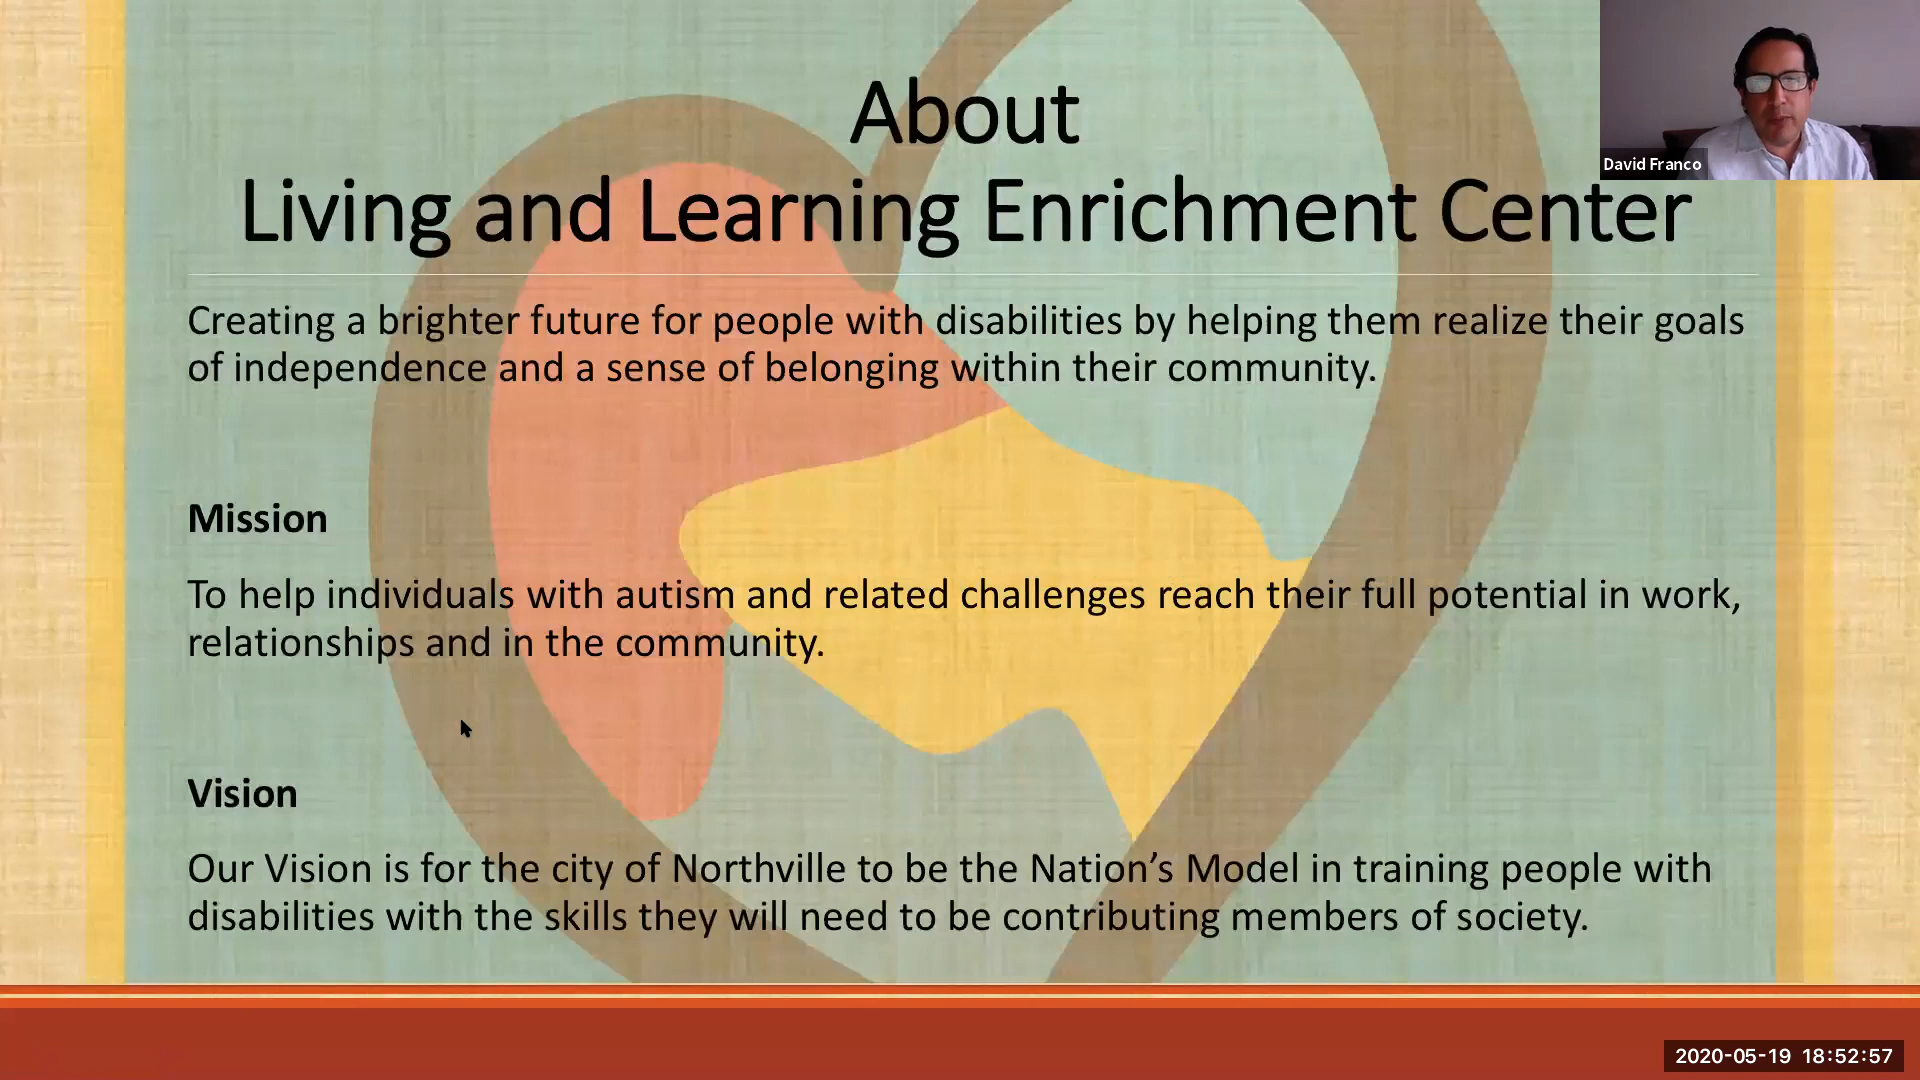 About
Living and Learning Enrichment Center
David Franco
Creating a brighter future for people with disabilities by helping them realize their goals
of independence and a sense of belonging within their community.
Mission
To help individuals with autism and related challenges reach their full potential in work,
relationships and in the community.
Vision
Our Vision is for the city of Northville to be the Nation’s Model in training people with
disabilities with the skills they will need to be contributing members of society.
2020-05-19 18:52:57